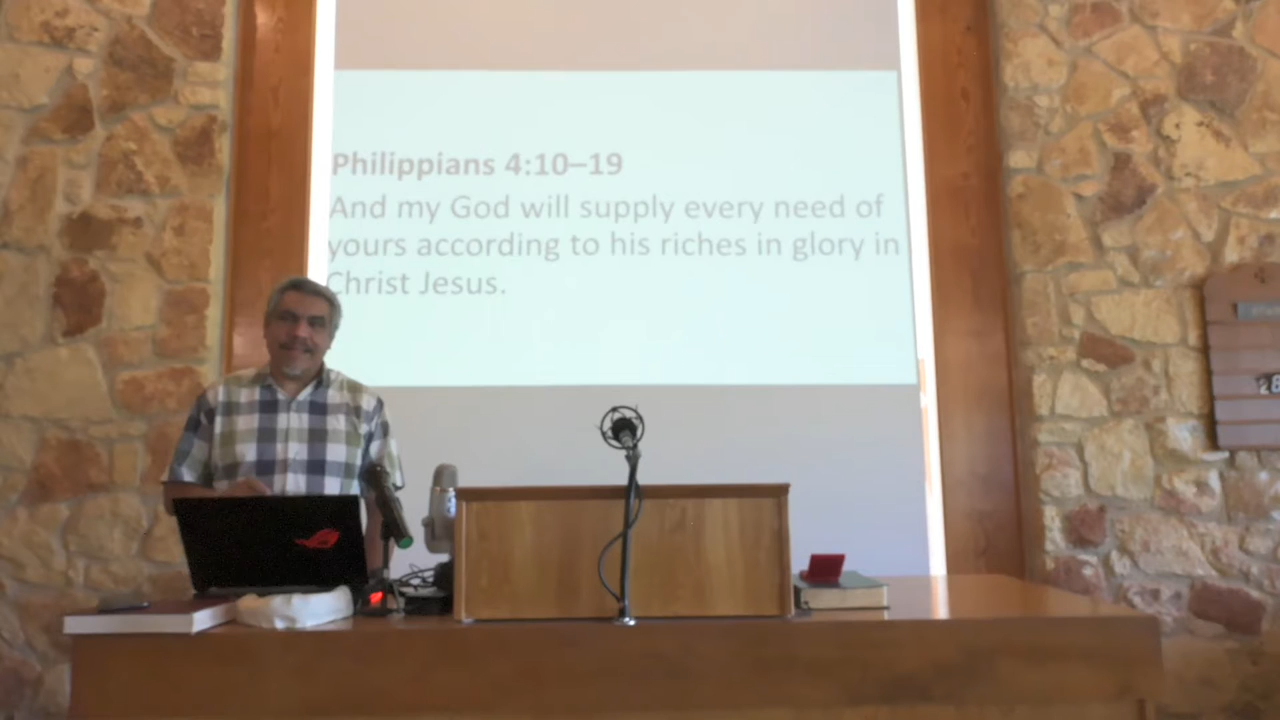 Philippians 4:10–19
And my God will supply every need of
yours according to his riches in glory in
Christ Jesus.
28